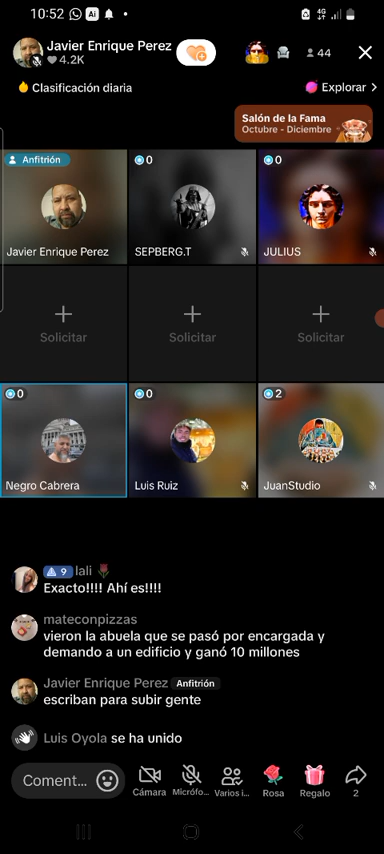 10:52
4G
Javier Enrique Perez
4.2K
44
Clasificación diaria
Explorar
Salón de la Fama
Octubre - Diciembre
Anfitrión
0
0
Javier Enrique Perez
SEPBERG.T
JULIUS
Solicitar
Solicitar
Solicitar
0
0
2
Negro Cabrera
Luis Ruiz
JuanStudio
9 lali
Exacto!!!! Ahí es!!!!
mateconpizzas
vieron la abuela que se pasó por encargada y
demando a un edificio y ganó 10 millones
Javier Enrique Perez Anfitrión
escriban para subir gente
Luis Oyola se ha unido
Coment...
Cámara
Micrófo...
Varios i...
Rosa
Regalo
2